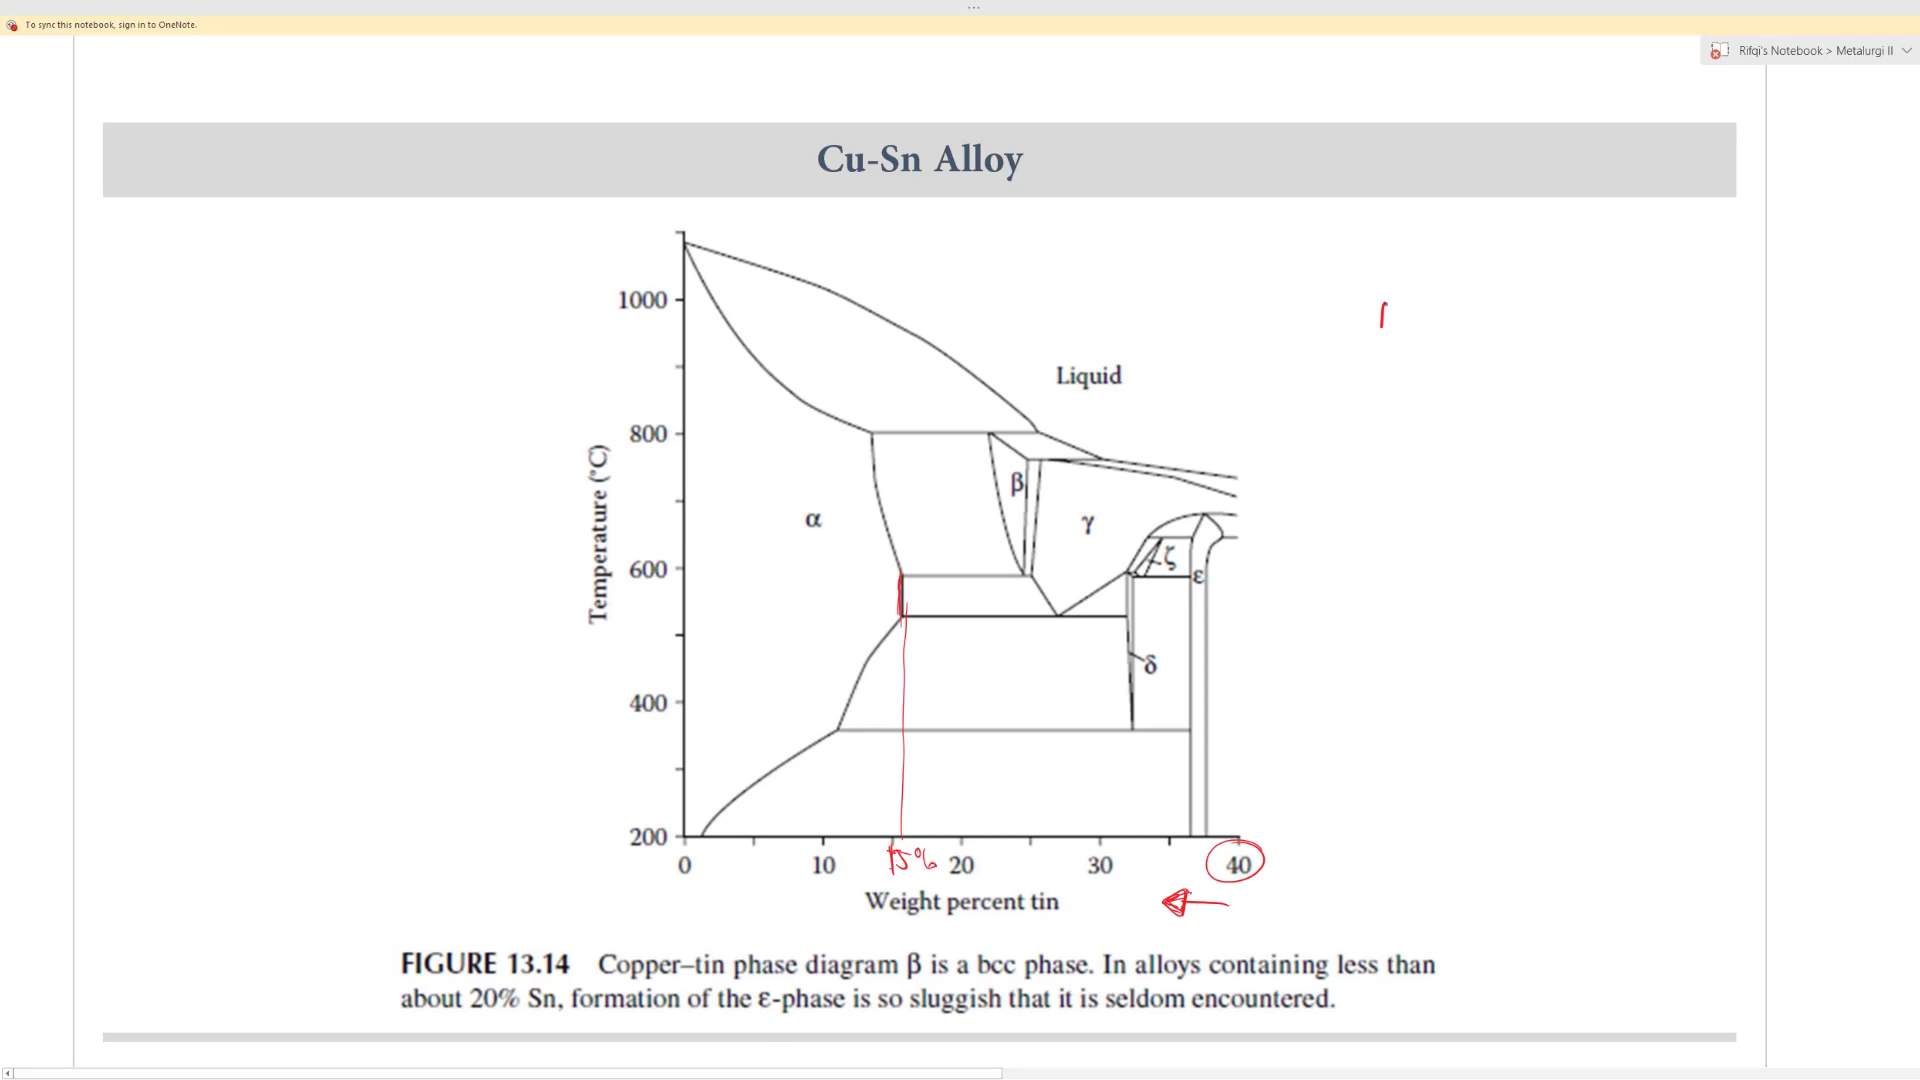 To sync this notebook, sign in to OneNote.
Rifqi's Notebook > Metalurgi II
Cu-Sn Alloy
1000
Liquid
800
β
α
γ
ζ
600
ε
Temperature (°C)
δ
400
200
0
10
15%
20
30
40
Weight percent tin
FIGURE 13.14 Copper–tin phase diagram β is a bcc phase. In alloys containing less than
about 20% Sn, formation of the ε-phase is so sluggish that it is seldom encountered.